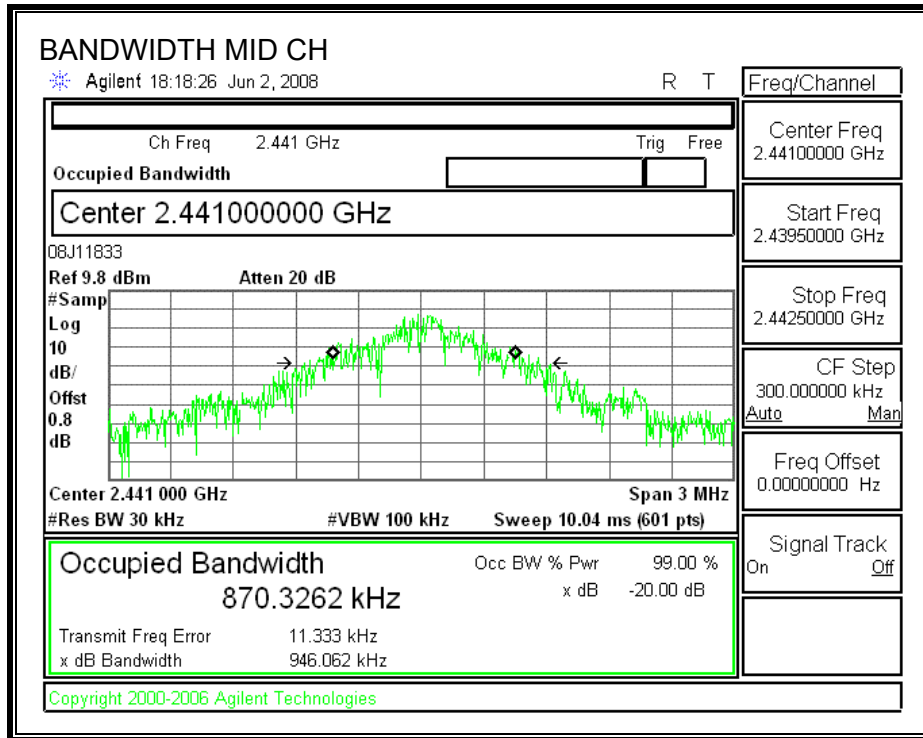 BANDWIDTH MID CH
Agilent 18:18:26 Jun 2, 2008 R T
Freq/Channel
Ch Freq 2.441 GHz Trig Free
Occupied Bandwidth
Center 2.441000000 GHz
08J11833
Ref 9.8 dBm Atten 20 dB
#Samp
Log
10
dB/
Offst
0.8
dB
Center 2.441 000 GHz Span 3 MHz
#Res BW 30 kHz #VBW 100 kHz Sweep 10.04 ms (601 pts)
Occupied Bandwidth Occ BW % Pwr 99.00 %
870.3262 kHz x dB -20.00 dB
Transmit Freq Error 11.333 kHz
x dB Bandwidth 946.062 kHz
Copyright 2000-2006 Agilent Technologies
Center Freq
2.44100000 GHz
Start Freq
2.43950000 GHz
Stop Freq
2.44250000 GHz
CF Step
300.000000 kHz
Auto Man
Freq Offset
0.00000000 Hz
Signal Track
On Off